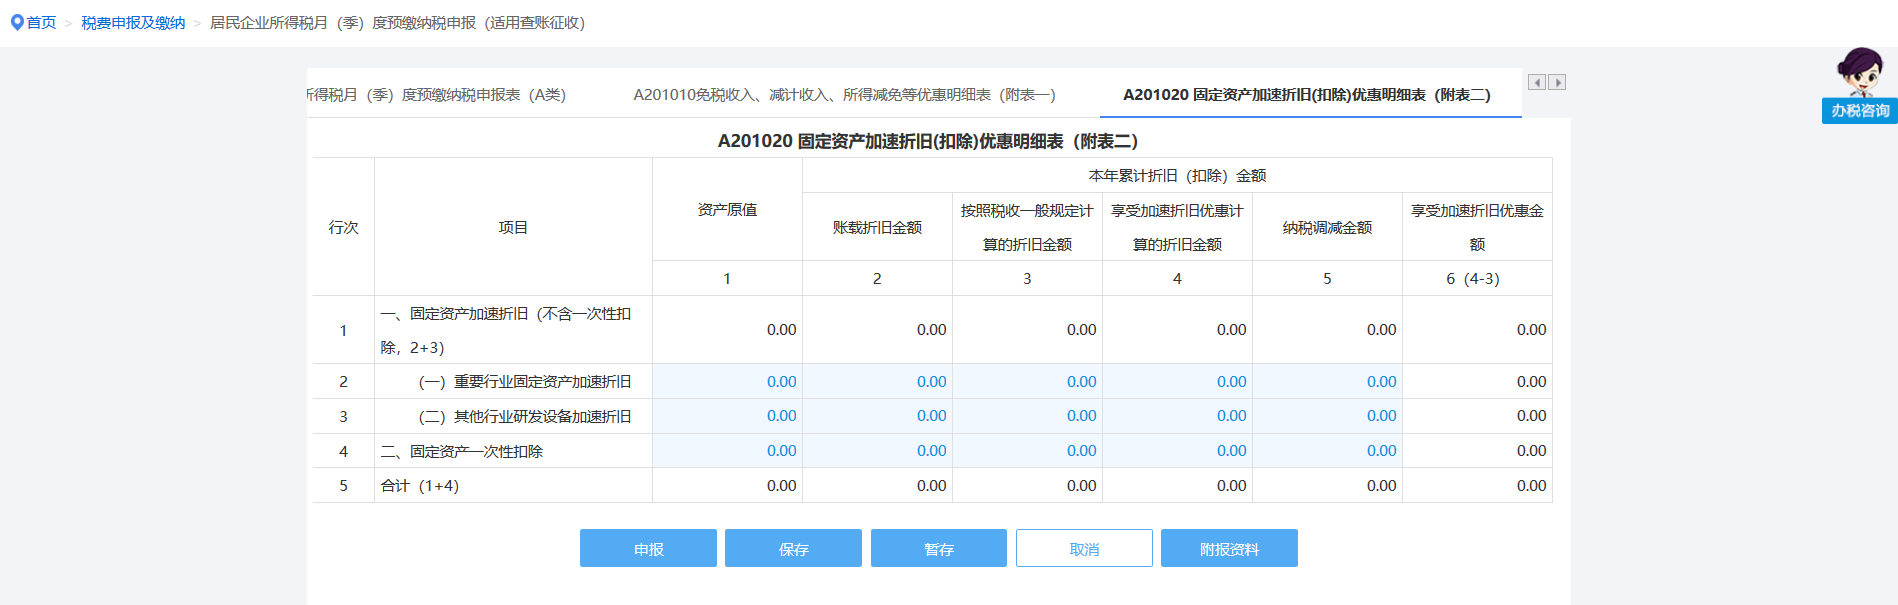 首页 > 税费申报及缴纳 > 居民企业所得税月（季）度预缴纳税申报（适用查账征收）
办税咨询
所得税月（季）度预缴纳税申报表（A类） A201010免税收入、减计收入、所得减免等优惠明细表（附表一） A201020 固定资产加速折旧(扣除)优惠明细表（附表二）
A201020 固定资产加速折旧(扣除)优惠明细表（附表二）
行次 项目 资产原值 本年累计折旧（扣除）金额
账载折旧金额 按照税收一般规定计 享受加速折旧优惠计 纳税调减金额 享受加速折旧优惠金
算的折旧金额 算的折旧金额 额
1 2 3 4 5 6（4-3）
1 一、固定资产加速折旧（不含一次性扣 0.00 0.00 0.00 0.00 0.00 0.00
除，2+3）
2 （一）重要行业固定资产加速折旧 0.00 0.00 0.00 0.00 0.00 0.00
3 （二）其他行业研发设备加速折旧 0.00 0.00 0.00 0.00 0.00 0.00
4 二、固定资产一次性扣除 0.00 0.00 0.00 0.00 0.00 0.00
5 合计（1+4） 0.00 0.00 0.00 0.00 0.00 0.00
申报 保存 暂存 取消 附报资料